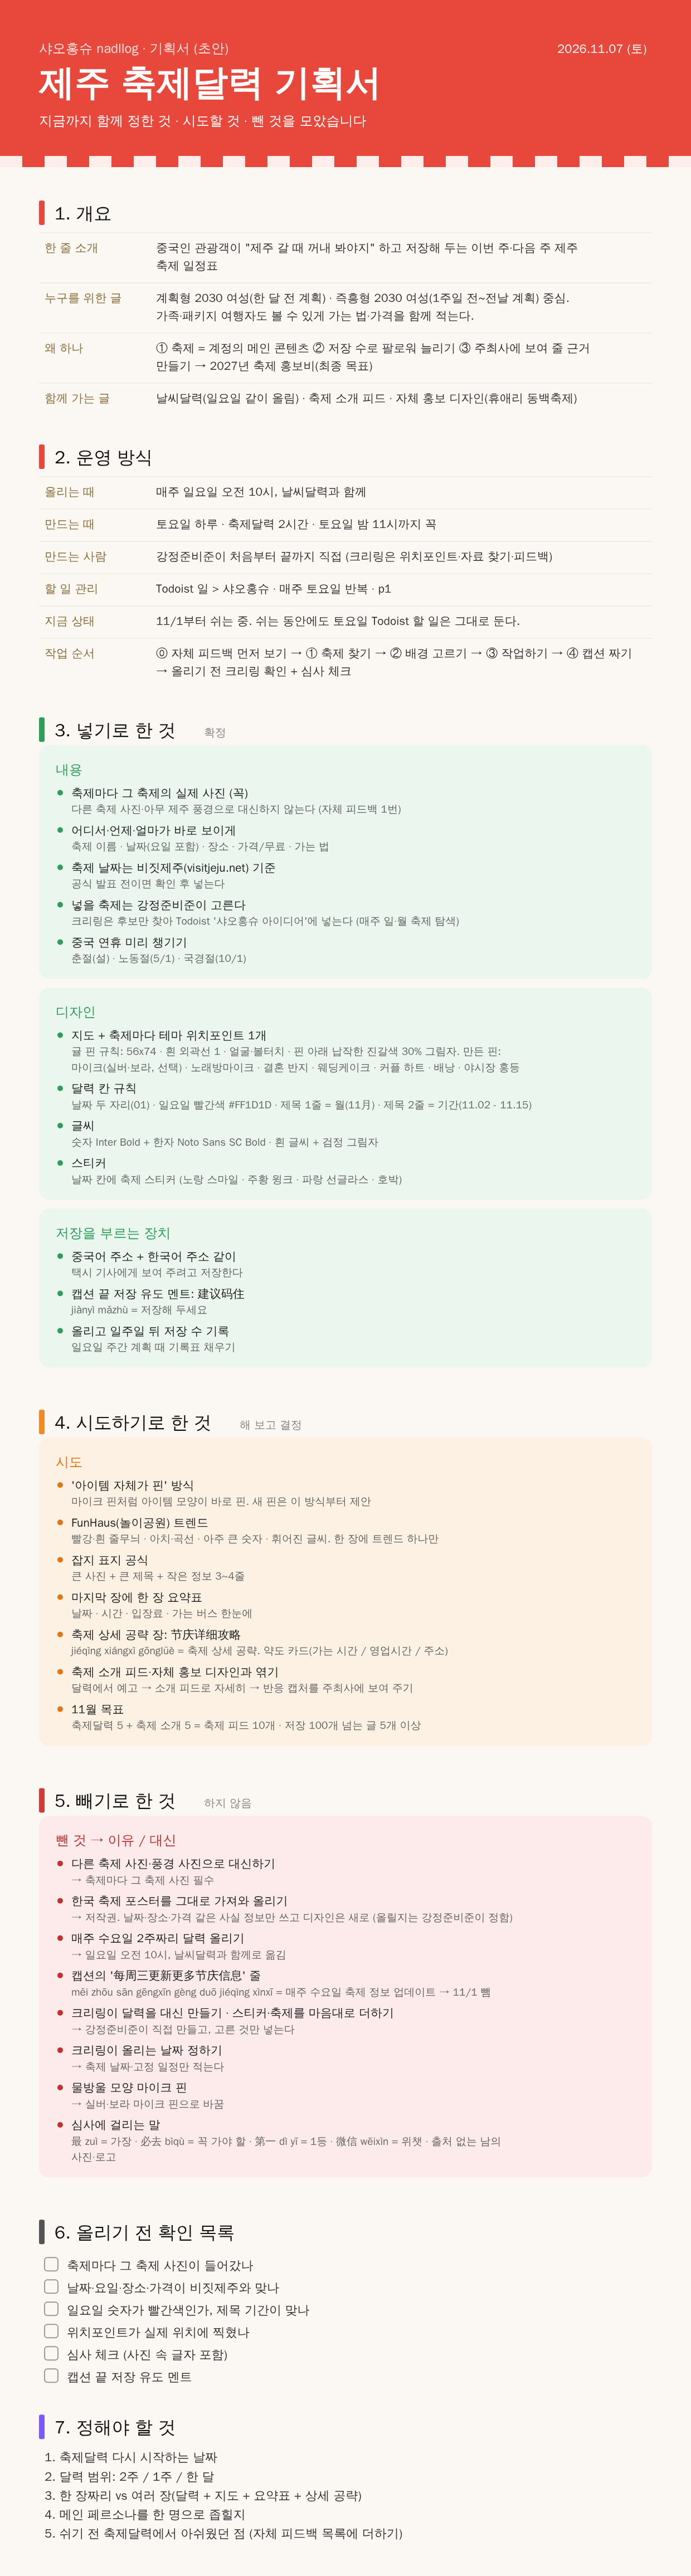 샤오홍슈 nadllog · 기획서 (초안)
2026.11.07 (토)
제주 축제달력 기획서
지금까지 함께 정한 것 · 시도할 것 · 뺀 것을 모았습니다
1. 개요
한 줄 소개
중국인 관광객이 "제주 갈 때 꺼내 봐야지" 하고 저장해 두는 이번 주·다음 주 제주
축제 일정표
누구를 위한 글
계획형 2030 여성(한 달 전 계획) · 즉흥형 2030 여성(1주일 전~전날 계획) 중심.
가족·패키지 여행자도 볼 수 있게 가는 법·가격을 함께 적는다.
왜 하나
① 축제 = 계정의 메인 콘텐츠 ② 저장 수로 팔로워 늘리기 ③ 주최사에 보여 줄 근거
만들기 → 2027년 축제 홍보비(최종 목표)
함께 가는 글
날씨달력(일요일 같이 올림) · 축제 소개 피드 · 자체 홍보 디자인(휴애리 동백축제)
2. 운영 방식
올리는 때
매주 일요일 오전 10시, 날씨달력과 함께
만드는 때
토요일 하루 · 축제달력 2시간 · 토요일 밤 11시까지 꼭
만드는 사람
강정준비준이 처음부터 끝까지 직접 (크리링은 위치포인트·자료 찾기·피드백)
할 일 관리
Todoist 일 > 샤오홍슈 · 매주 토요일 반복 · p1
지금 상태
11/1부터 쉬는 중. 쉬는 동안에도 토요일 Todoist 할 일은 그대로 둔다.
작업 순서
⓪ 자체 피드백 먼저 보기 → ① 축제 찾기 → ② 배경 고르기 → ③ 작업하기 → ④ 캡션 짜기
→ 올리기 전 크리링 확인 + 심사 체크
3. 넣기로 한 것 확정
내용
축제마다 그 축제의 실제 사진 (꼭)
다른 축제 사진·아무 제주 풍경으로 대신하지 않는다 (자체 피드백 1번)
어디서·언제·얼마가 바로 보이게
축제 이름 · 날짜(요일 포함) · 장소 · 가격/무료 · 가는 법
축제 날짜는 비짓제주(visitjeju.net) 기준
공식 발표 전이면 확인 후 넣는다
넣을 축제는 강정준비준이 고른다
크리링은 후보만 찾아 Todoist '샤오홍슈 아이디어'에 넣는다 (매주 일·월 축제 탐색)
중국 연휴 미리 챙기기
춘절(설) · 노동절(5/1) · 국경절(10/1)
디자인
지도 + 축제마다 테마 위치포인트 1개
귤 핀 규칙: 56x74 · 흰 외곽선 1 · 얼굴·볼터치 · 핀 아래 납작한 진갈색 30% 그림자. 만든 핀:
마이크(실버·보라, 선택) · 노래방마이크 · 결혼 반지 · 웨딩케이크 · 커플 하트 · 배낭 · 야시장 홍등
달력 칸 규칙
날짜 두 자리(01) · 일요일 빨간색 #FF1D1D · 제목 1줄 = 월(11月) · 제목 2줄 = 기간(11.02 - 11.15)
글씨
숫자 Inter Bold + 한자 Noto Sans SC Bold · 흰 글씨 + 검정 그림자
스티커
날짜 칸에 축제 스티커 (노랑 스마일 · 주황 윙크 · 파랑 선글라스 · 호박)
저장을 부르는 장치
중국어 주소 + 한국어 주소 같이
택시 기사에게 보여 주려고 저장한다
캡션 끝 저장 유도 멘트: 建议码住
jiànyì mǎzhù = 저장해 두세요
올리고 일주일 뒤 저장 수 기록
일요일 주간 계획 때 기록표 채우기
4. 시도하기로 한 것 해 보고 결정
시도
'아이템 자체가 핀' 방식
마이크 핀처럼 아이템 모양이 바로 핀. 새 핀은 이 방식부터 제안
FunHaus(놀이공원) 트렌드
빨강·흰 줄무늬 · 아치·곡선 · 아주 큰 숫자 · 휘어진 글씨. 한 장에 트렌드 하나만
잡지 표지 공식
큰 사진 + 큰 제목 + 작은 정보 3~4줄
마지막 장에 한 장 요약표
날짜 · 시간 · 입장료 · 가는 버스 한눈에
축제 상세 공략 장: 节庆详细攻略
jiéqìng xiángxì gōnglüè = 축제 상세 공략. 약도 카드(가는 시간 / 영업시간 / 주소)
축제 소개 피드·자체 홍보 디자인과 엮기
달력에서 예고 → 소개 피드로 자세히 → 반응 캡처를 주최사에 보여 주기
11월 목표
축제달력 5 + 축제 소개 5 = 축제 피드 10개 · 저장 100개 넘는 글 5개 이상
5. 빼기로 한 것 하지 않음
뺀 것 → 이유 / 대신
다른 축제 사진·풍경 사진으로 대신하기
→ 축제마다 그 축제 사진 필수
한국 축제 포스터를 그대로 가져와 올리기
→ 저작권. 날짜·장소·가격 같은 사실 정보만 쓰고 디자인은 새로 (올릴지는 강정준비준이 정함)
매주 수요일 2주짜리 달력 올리기
→ 일요일 오전 10시, 날씨달력과 함께로 옮김
캡션의 '每周三更新更多节庆信息' 줄
měi zhōu sān gēngxīn gèng duō jiéqìng xìnxī = 매주 수요일 축제 정보 업데이트 → 11/1 뺌
크리링이 달력을 대신 만들기 · 스티커·축제를 마음대로 더하기
→ 강정준비준이 직접 만들고, 고른 것만 넣는다
크리링이 올리는 날짜 정하기
→ 축제 날짜·고정 일정만 적는다
물방울 모양 마이크 핀
→ 실버·보라 마이크 핀으로 바꿈
심사에 걸리는 말
最 zuì = 가장 · 必去 bìqù = 꼭 가야 할 · 第一 dì yī = 1등 · 微信 wēixìn = 위챗 · 출처 없는 남의
사진·로고
6. 올리기 전 확인 목록
축제마다 그 축제 사진이 들어갔나
날짜·요일·장소·가격이 비짓제주와 맞나
일요일 숫자가 빨간색인가, 제목 기간이 맞나
위치포인트가 실제 위치에 찍혔나
심사 체크 (사진 속 글자 포함)
캡션 끝 저장 유도 멘트
7. 정해야 할 것
1. 축제달력 다시 시작하는 날짜
2. 달력 범위: 2주 / 1주 / 한 달
3. 한 장짜리 vs 여러 장(달력 + 지도 + 요약표 + 상세 공략)
4. 메인 페르소나를 한 명으로 좁힐지
5. 쉬기 전 축제달력에서 아쉬웠던 점 (자체 피드백 목록에 더하기)